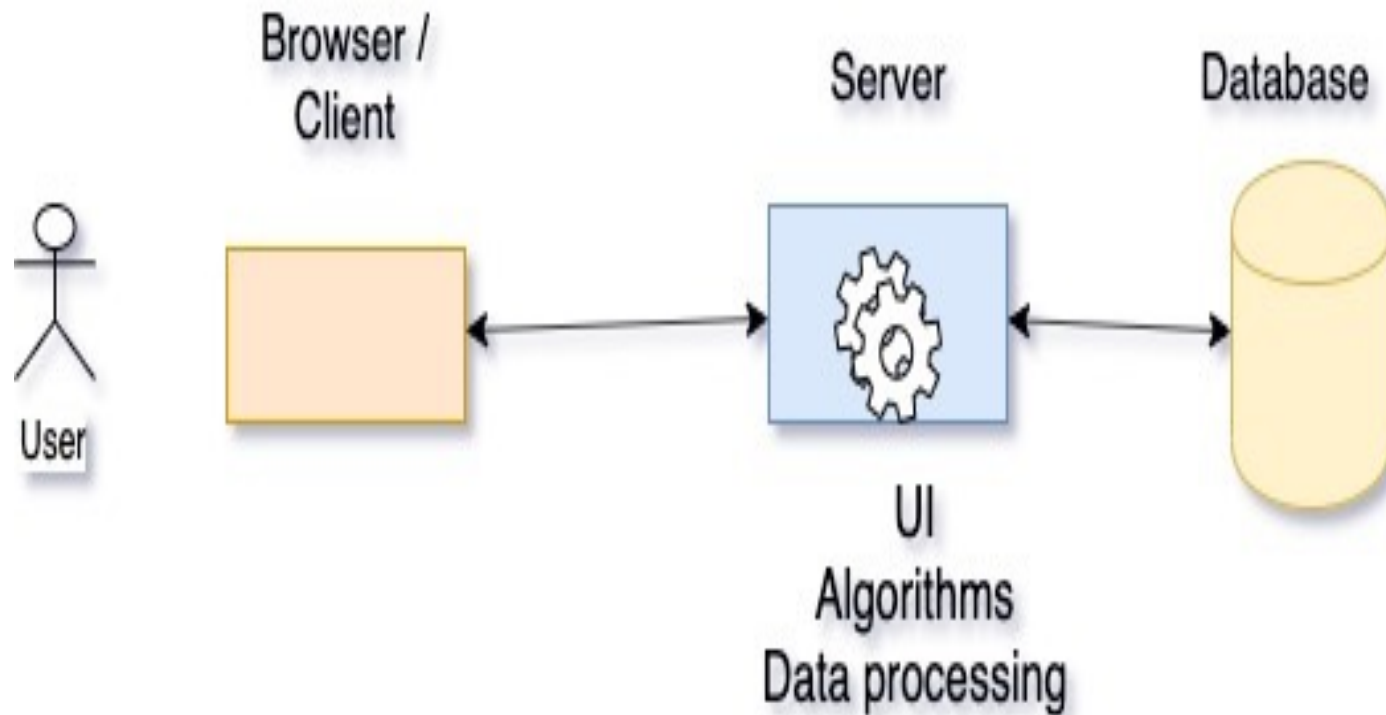 Browser /
Client
Server
Database
User
UI
Algorithms
Data processing